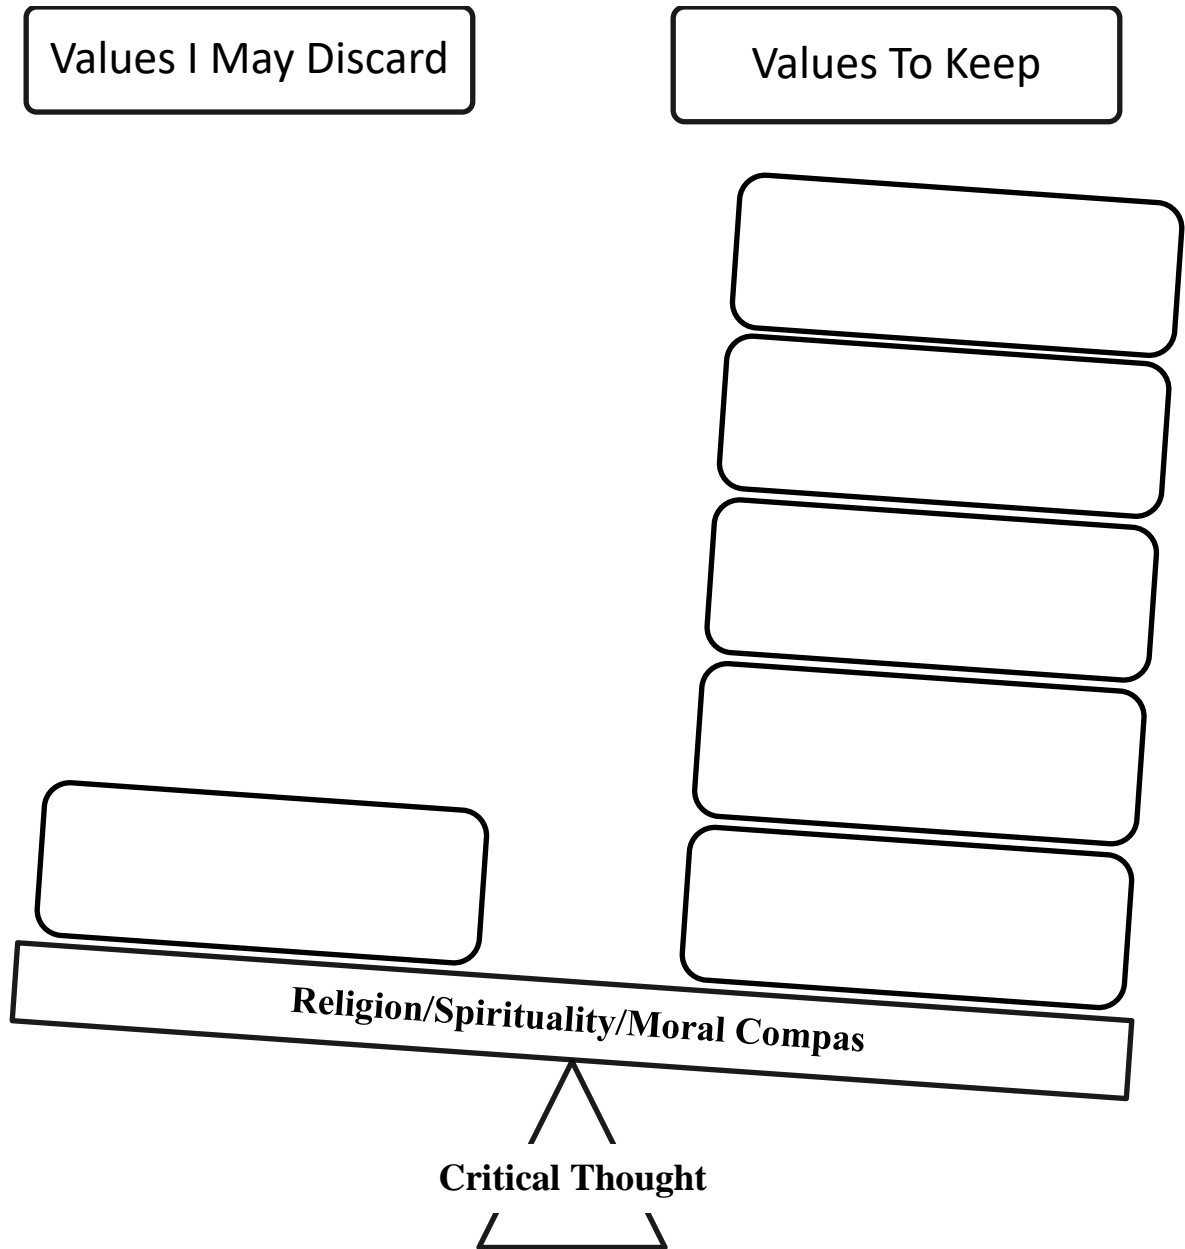 Values I May Discard
Values To Keep
Religion/Spirituality/Moral Compas
Critical Thought